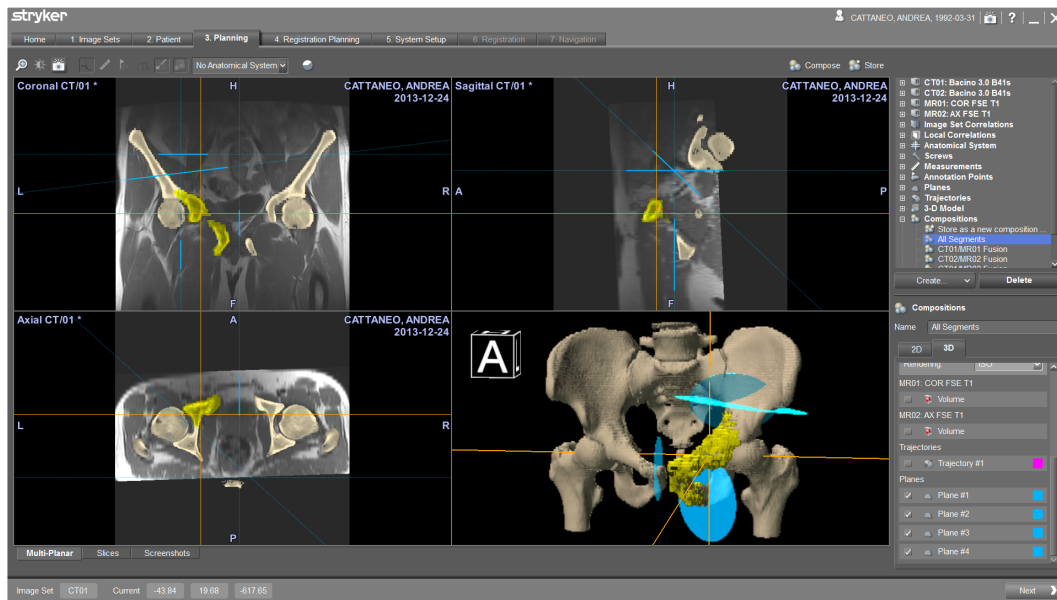 stryker
CATTANEO, ANDREA, 1992-03-31 ?
Home 1. Image Sets 2. Patient 3. Planning 4. Registration Planning 5. System Setup 6. Registration 7. Navigation
No Anatomical System Compose Store
Coronal CT/01 * H CATTANEO, ANDREA
2013-12-24
L R
F
Sagittal CT/01 * H CATTANEO, ANDREA
2013-12-24
A P
F
Axial CT/01 * A CATTANEO, ANDREA
2013-12-24
L R
P
A
CT01: Bacino 3.0 B41s
CT02: Bacino 3.0 B41s
MR01: COR FSE T1
MR02: AX FSE T1
Image Set Correlations
Local Correlations
Anatomical System
Screws
Measurements
Annotation Points
Planes
Trajectories
3-D Model
Compositions
Store as a new composition ...
All Segments
CT01/MR01 Fusion
CT02/MR02 Fusion
Create... Delete
Compositions
Name All Segments
2D 3D
Rendering: ISO
MR01: COR FSE T1
Volume
MR02: AX FSE T1
Volume
Trajectories
Trajectory #1
Planes
Plane #1
Plane #2
Plane #3
Plane #4
Multi-Planar Slices Screenshots
Image Set CT01 Current -43.84 19.68 -617.65 Next